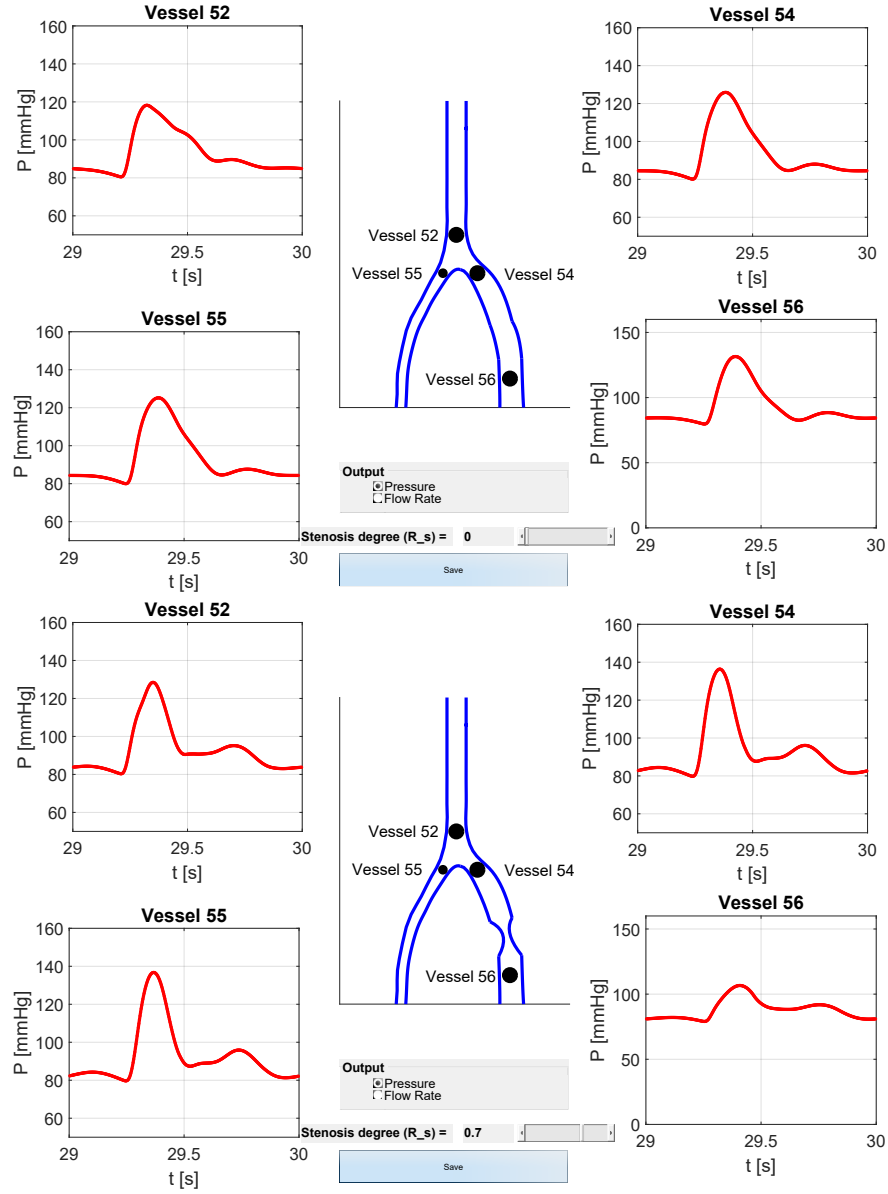 Vessel 52
160
140
120
100
80
60
P [mmHg]
29
29.5
30
t [s]
Vessel 54
160
140
120
100
80
60
P [mmHg]
29
29.5
30
t [s]
Vessel 52
Vessel 55
Vessel 54
Vessel 56
Vessel 55
160
140
120
100
80
60
P [mmHg]
29
29.5
30
t [s]
Vessel 56
150
100
50
0
P [mmHg]
29
29.5
30
t [s]
Output
Pressure
Flow Rate
Stenosis degree (R_s) = 0
Save
Vessel 52
160
140
120
100
80
60
P [mmHg]
29
29.5
30
t [s]
Vessel 54
160
140
120
100
80
60
P [mmHg]
29
29.5
30
t [s]
Vessel 52
Vessel 55
Vessel 54
Vessel 56
Vessel 55
160
140
120
100
80
60
P [mmHg]
29
29.5
30
t [s]
Vessel 56
150
100
50
0
P [mmHg]
29
29.5
30
t [s]
Output
Pressure
Flow Rate
Stenosis degree (R_s) = 0.7
Save